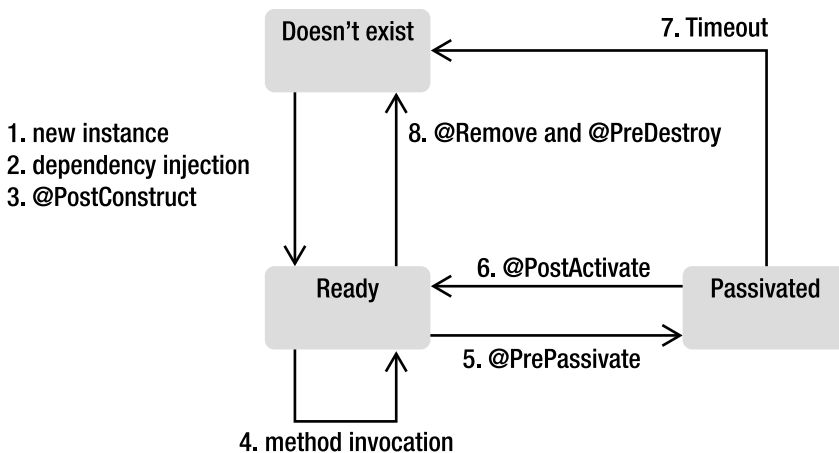 Doesn't exist
7. Timeout
1. new instance
2. dependency injection
3. @PostConstruct
8. @Remove and @PreDestroy
Ready
6. @PostActivate
Passivated
5. @PrePassivate
4. method invocation